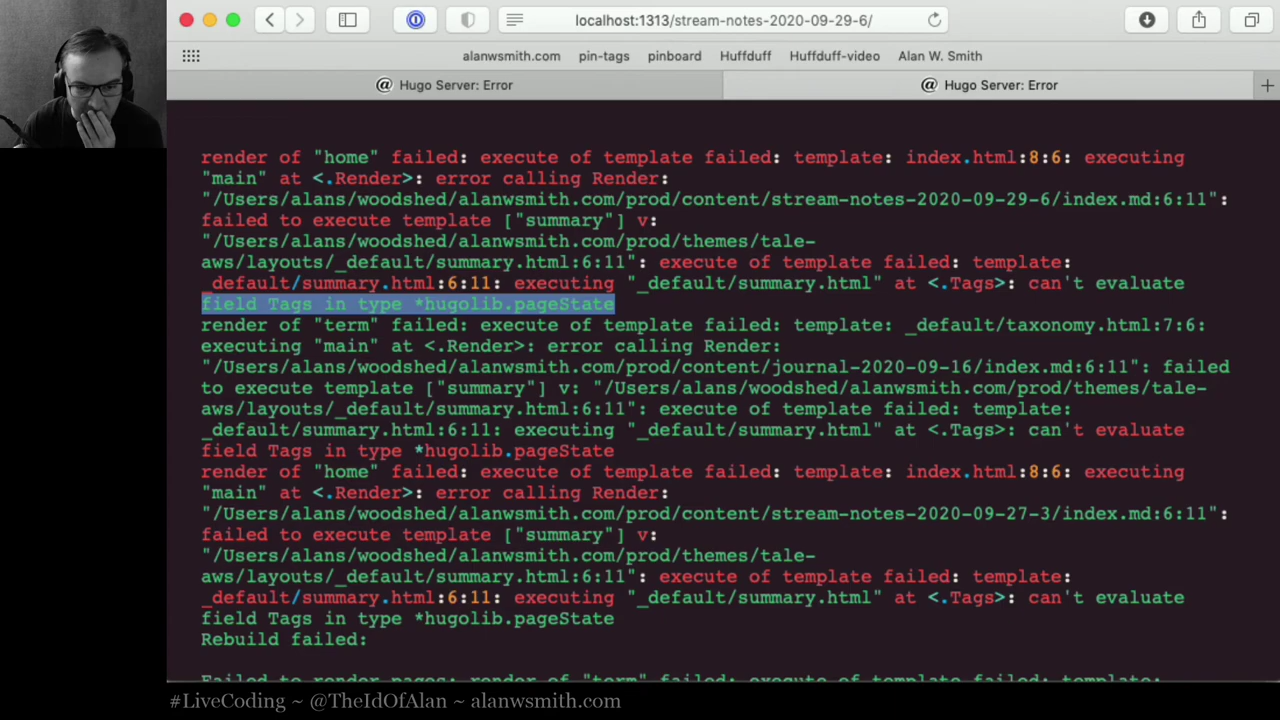 localhost:1313/stream-notes-2020-09-29-6/
alanwsmith.com pin-tags pinboard Huffduff Huffduff-video Alan W. Smith
@ Hugo Server: Error @ Hugo Server: Error
render of "home" failed: execute of template failed: template: index.html:8:6: executing
"main" at <.Render>: error calling Render:
"/Users/alans/woodshed/alanwsmith.com/prod/content/stream-notes-2020-09-29-6/index.md:6:11":
failed to execute template ["summary"] v:
"/Users/alans/woodshed/alanwsmith.com/prod/themes/tale-
aws/layouts/_default/summary.html:6:11": execute of template failed: template:
_default/summary.html:6:11: executing "_default/summary.html" at <.Tags>: can't evaluate
field Tags in type *hugolib.pageState
render of "term" failed: execute of template failed: template: _default/taxonomy.html:7:6:
executing "main" at <.Render>: error calling Render:
"/Users/alans/woodshed/alanwsmith.com/prod/content/journal-2020-09-16/index.md:6:11": failed
to execute template ["summary"] v: "/Users/alans/woodshed/alanwsmith.com/prod/themes/tale-
aws/layouts/_default/summary.html:6:11": execute of template failed: template:
_default/summary.html:6:11: executing "_default/summary.html" at <.Tags>: can't evaluate
field Tags in type *hugolib.pageState
render of "home" failed: execute of template failed: template: index.html:8:6: executing
"main" at <.Render>: error calling Render:
"/Users/alans/woodshed/alanwsmith.com/prod/content/stream-notes-2020-09-27-3/index.md:6:11":
failed to execute template ["summary"] v:
"/Users/alans/woodshed/alanwsmith.com/prod/themes/tale-
aws/layouts/_default/summary.html:6:11": execute of template failed: template:
_default/summary.html:6:11: executing "_default/summary.html" at <.Tags>: can't evaluate
field Tags in type *hugolib.pageState
Rebuild failed:
Failed to render pages: render of "term" failed: execute of template failed: template:
#LiveCoding ~ @TheIdOfAlan ~ alanwsmith.com